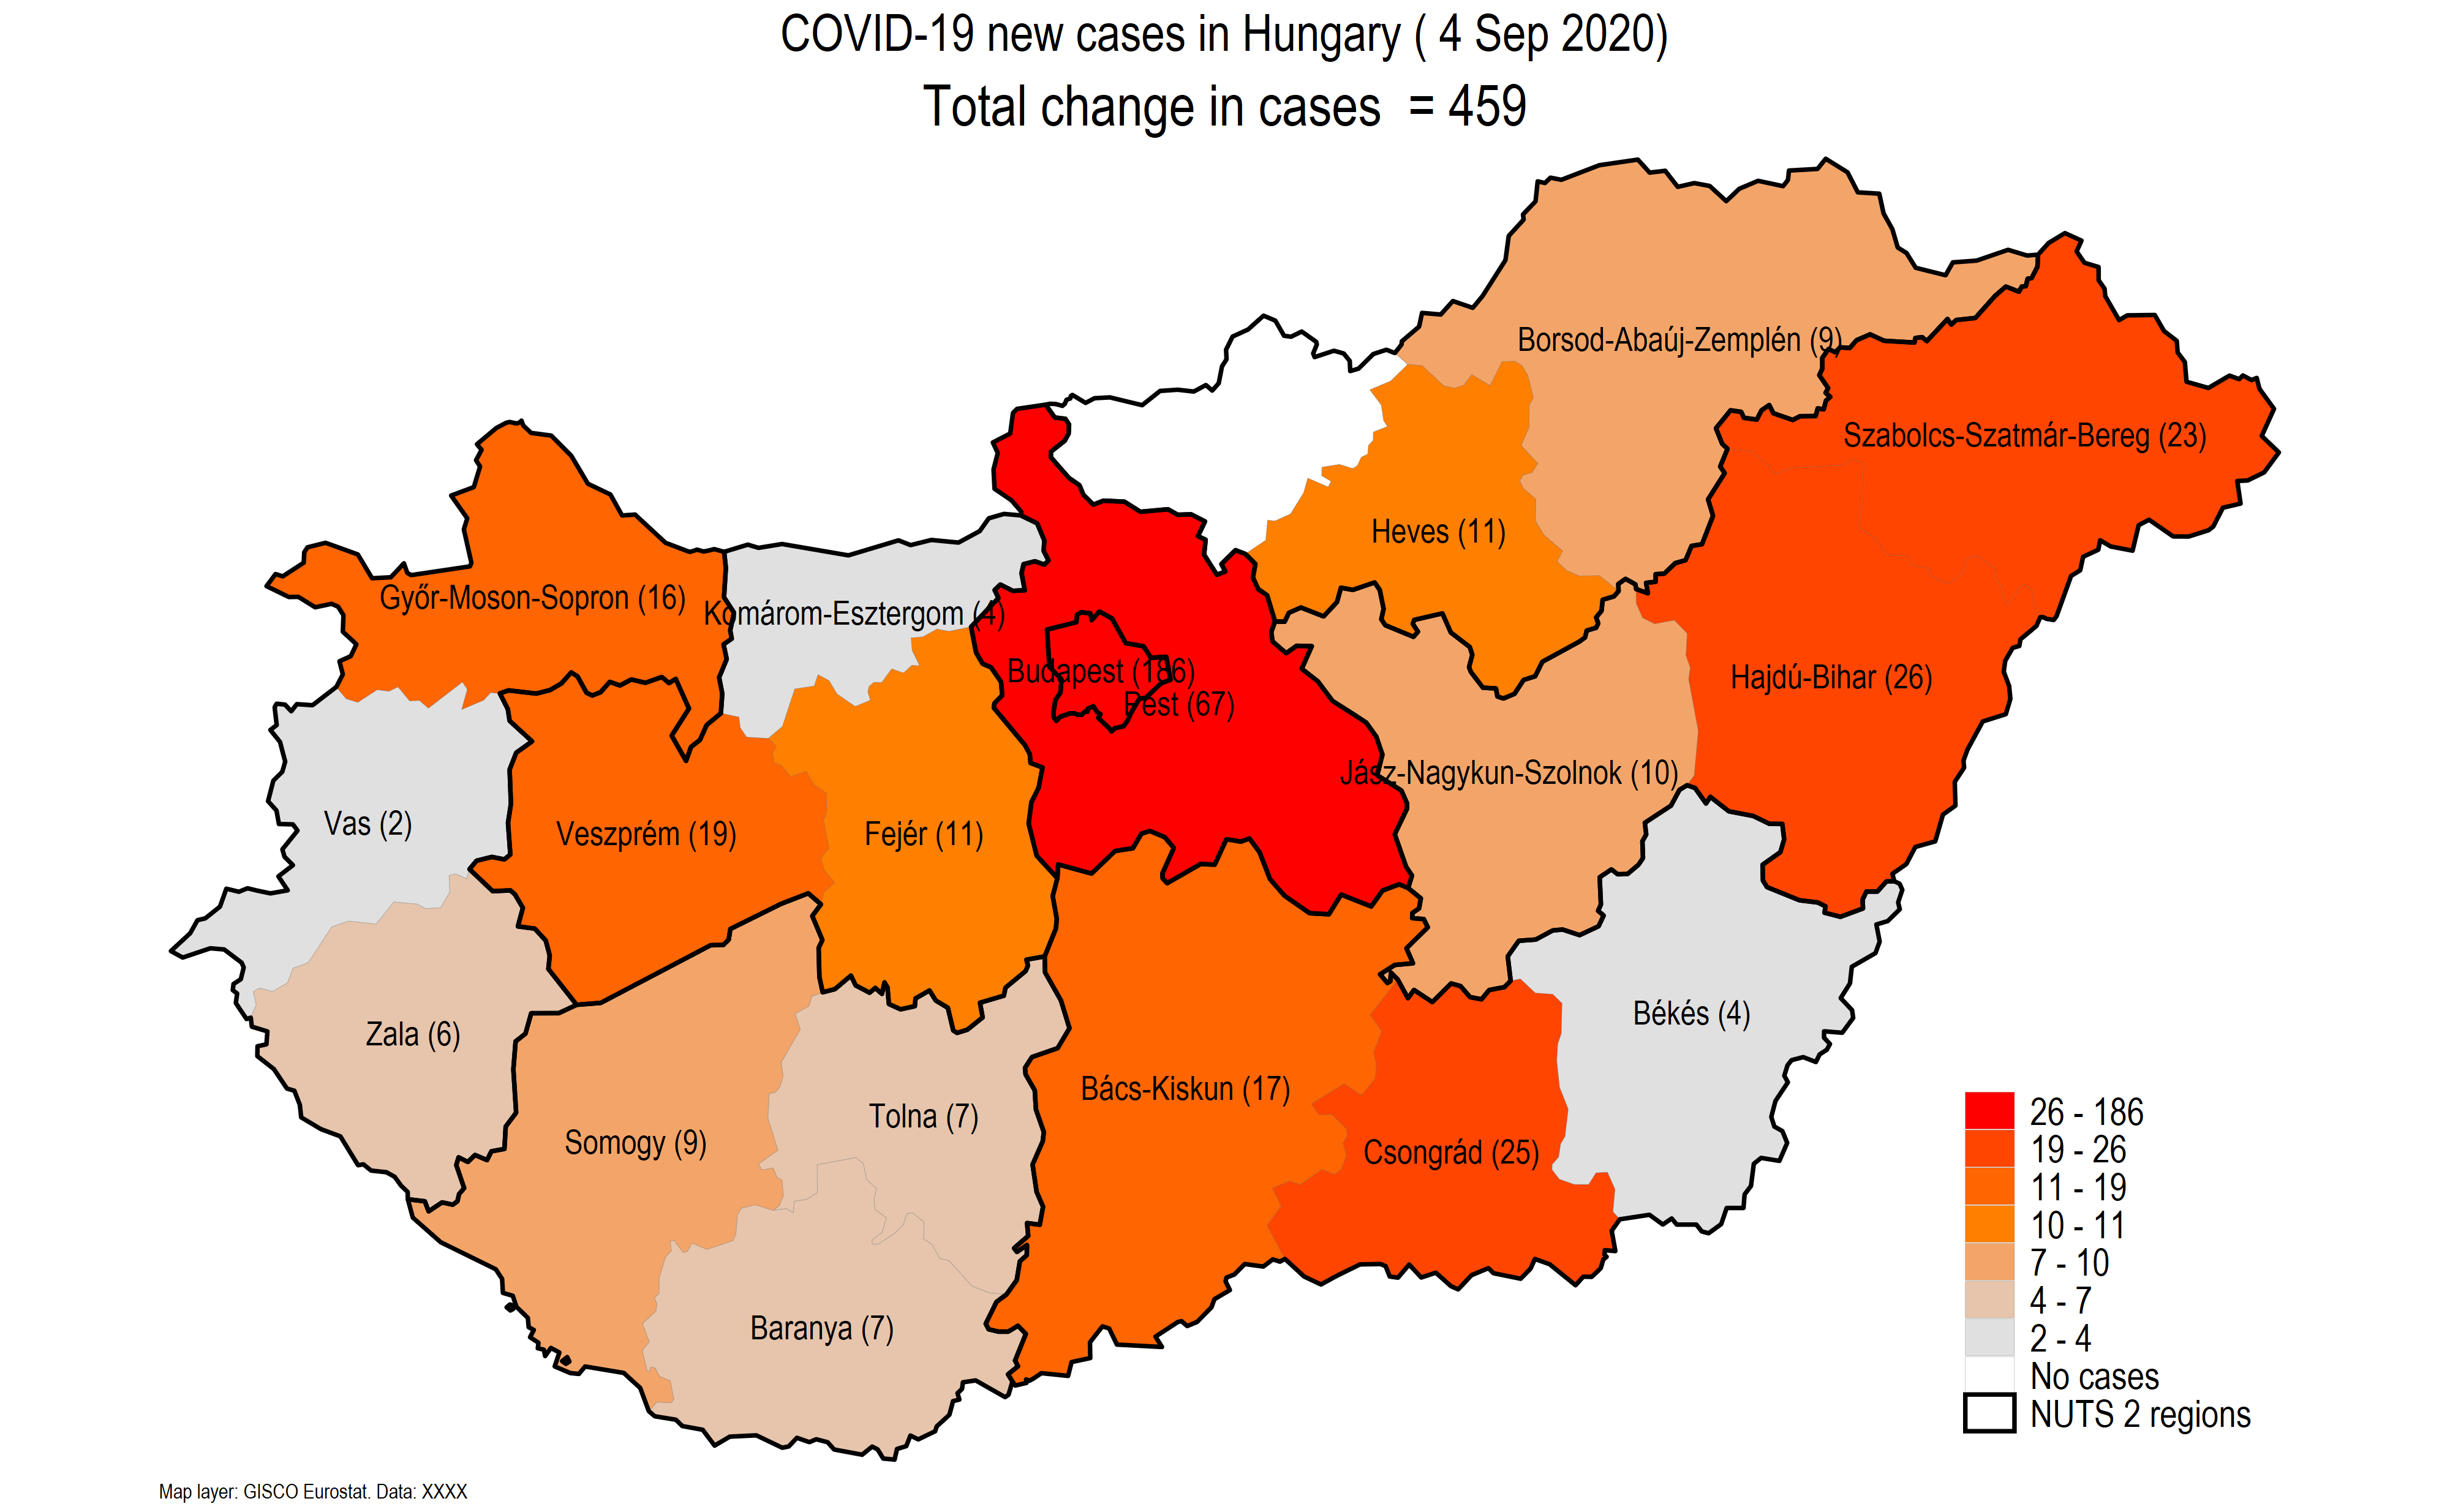 COVID-19 new cases in Hungary ( 4 Sep 2020)
Total change in cases  = 459
Borsod-Abaúj-Zemplén (9)
Szabolcs-Szatmár-Bereg (23)
Heves (11)
Győr-Moson-Sopron (16)
Komárom-Esztergom (4)
Budapest (186)
Hajdú-Bihar (26)
Pest (67)
Jász-Nagykun-Szolnok (10)
Vas (2)
Veszprém (19)
Fejér (11)
Békés (4)
Zala (6)
Bács-Kiskun (17)
Tolna (7)
Somogy (9)
Csongrád (25)
Baranya (7)
26 - 186
19 - 26
11 - 19
10 - 11
7 - 10
4 - 7
2 - 4
No cases
NUTS 2 regions
Map layer: GISCO Eurostat. Data: XXXX